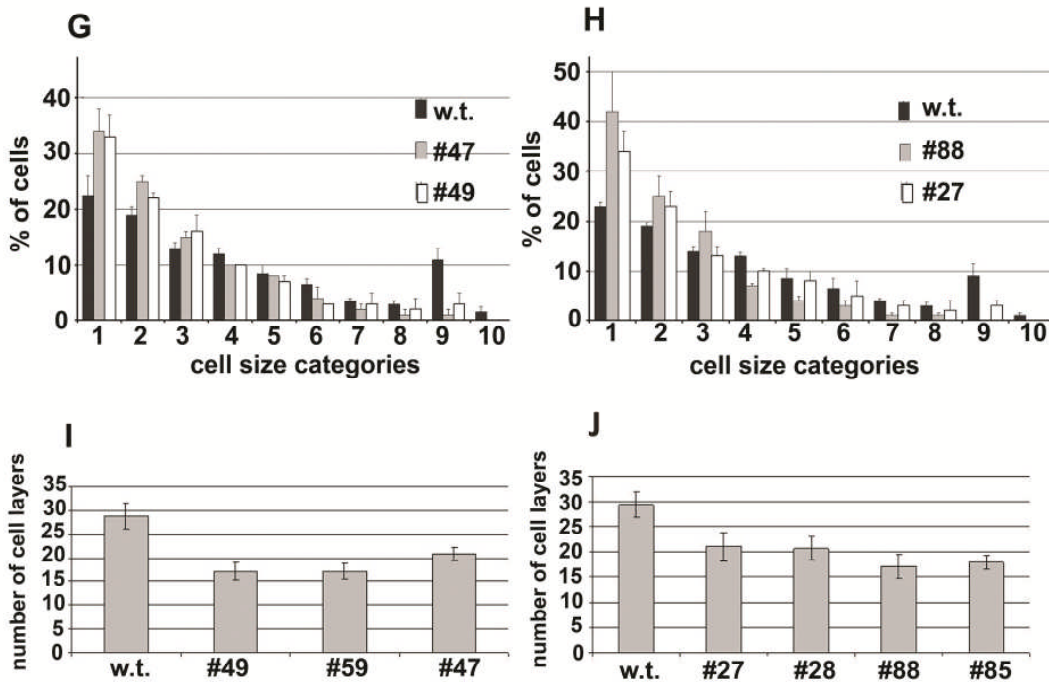 G
% of cells
40
30
20
10
0
w.t.
#47
#49
1 2 3 4 5 6 7 8 9 10
cell size categories
H
% of cells
50
40
30
20
10
0
w.t.
#88
#27
1 2 3 4 5 6 7 8 9 10
cell size categories
I
number of cell layers
35
30
25
20
15
10
5
0
w.t. #49 #59 #47
J
number of cell layers
35
30
25
20
15
10
5
0
w.t. #27 #28 #88 #85